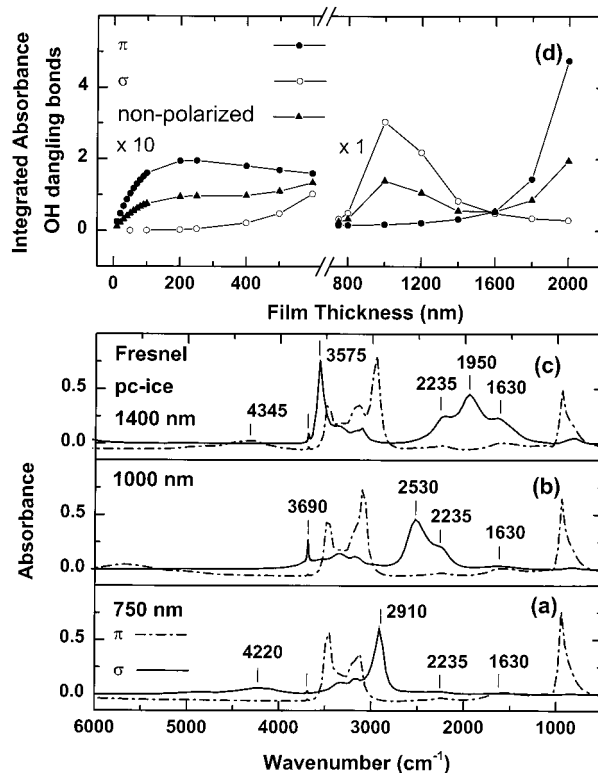 (d)
π
σ
non-polarized
x 10
x 1
4
2
0
Integrated Absorbance
OH dangling bonds
0
200
400
800
1200
1600
2000
Film Thickness (nm)
Fresnel
pc-ice
1400 nm
(c)
4345
3575
2235
1950
1630
0.5
0.0
1000 nm
(b)
3690
2530
2235
1630
0.5
0.0
750 nm
(a)
π
σ
4220
2910
2235
1630
0.5
0.0
Absorbance
6000
5000
4000
3000
2000
1000
Wavenumber (cm⁻¹)